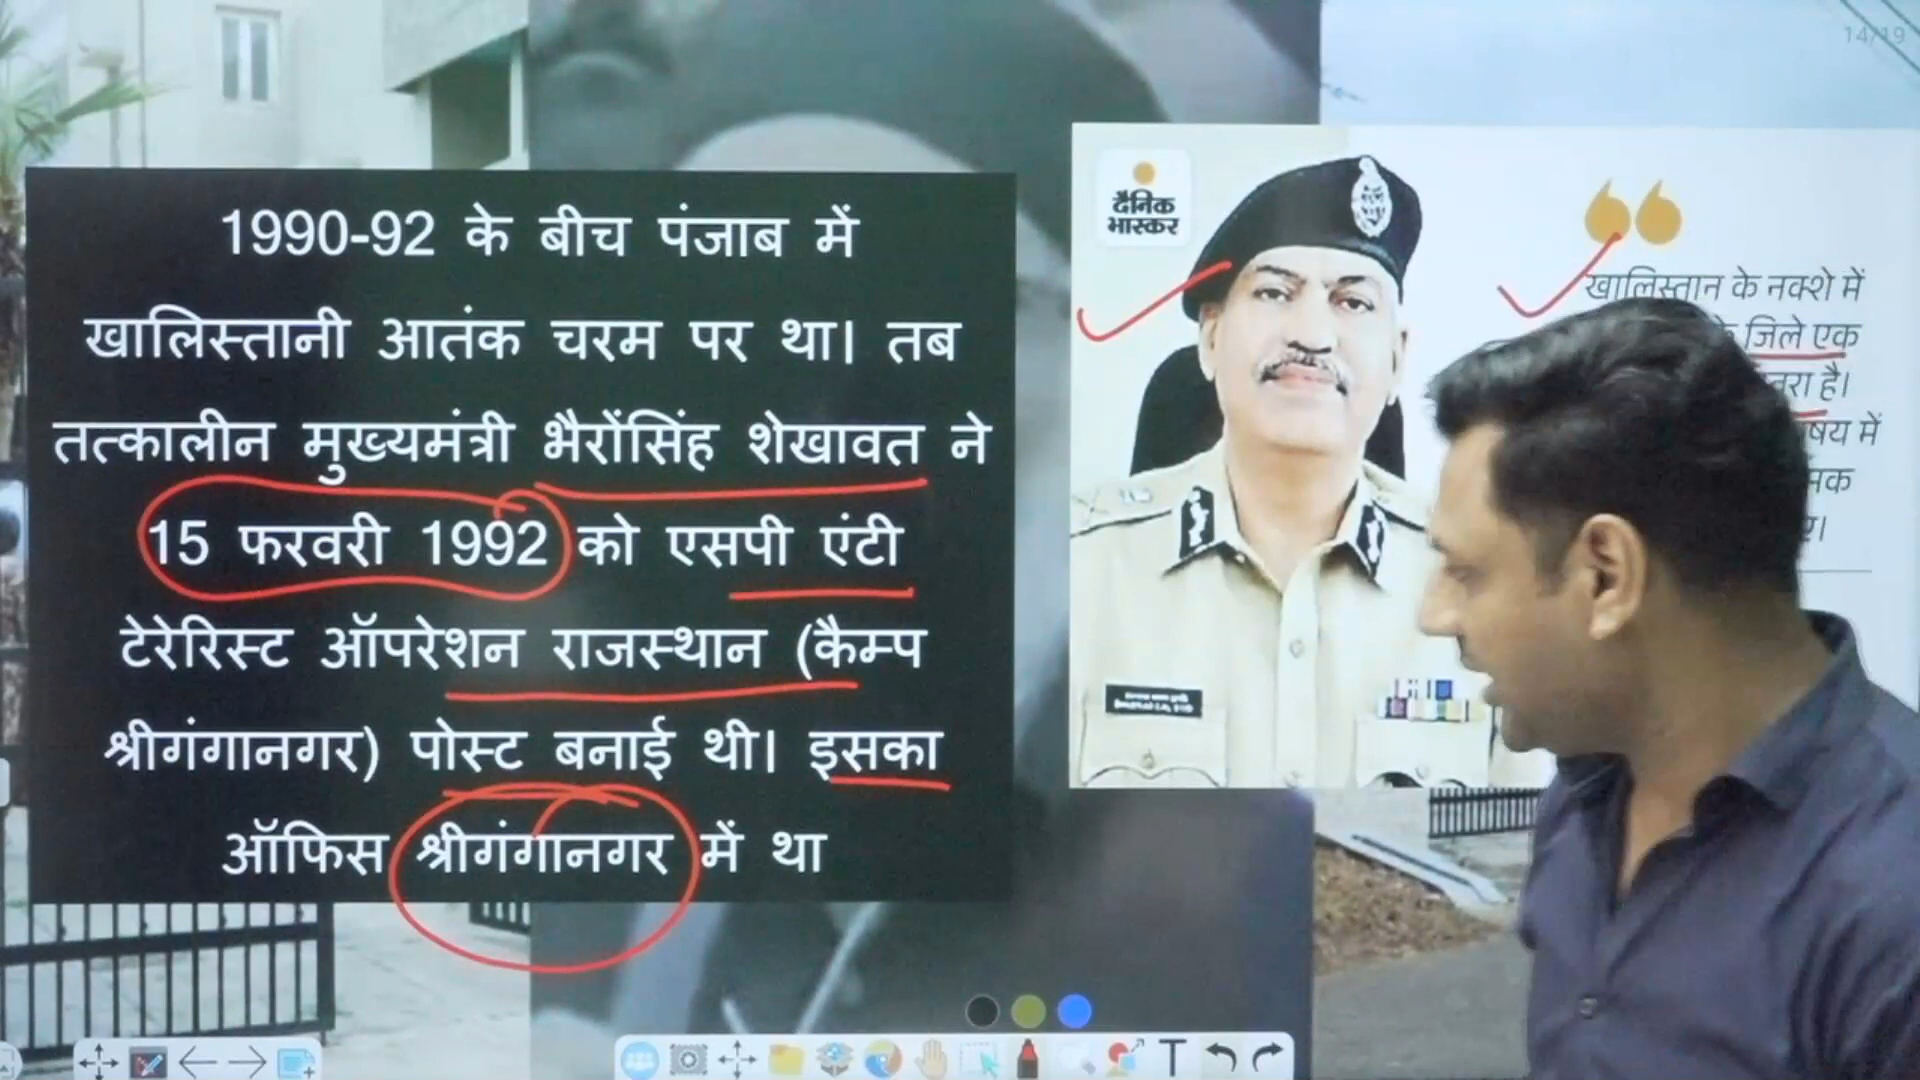 14/19
1990-92 के बीच पंजाब में
खालिस्तानी आतंक चरम पर था। तब
तत्कालीन मुख्यमंत्री भैरोंसिंह शेखावत ने
15 फरवरी 1992 को एसपी एंटी
टेरेरिस्ट ऑपरेशन राजस्थान (कैम्प
श्रीगंगानगर) पोस्ट बनाई थी। इसका
ऑफिस श्रीगंगानगर में था
दैनिक
भास्कर
खालिस्तान के नक्शे में
जिले एक
है।
में
T